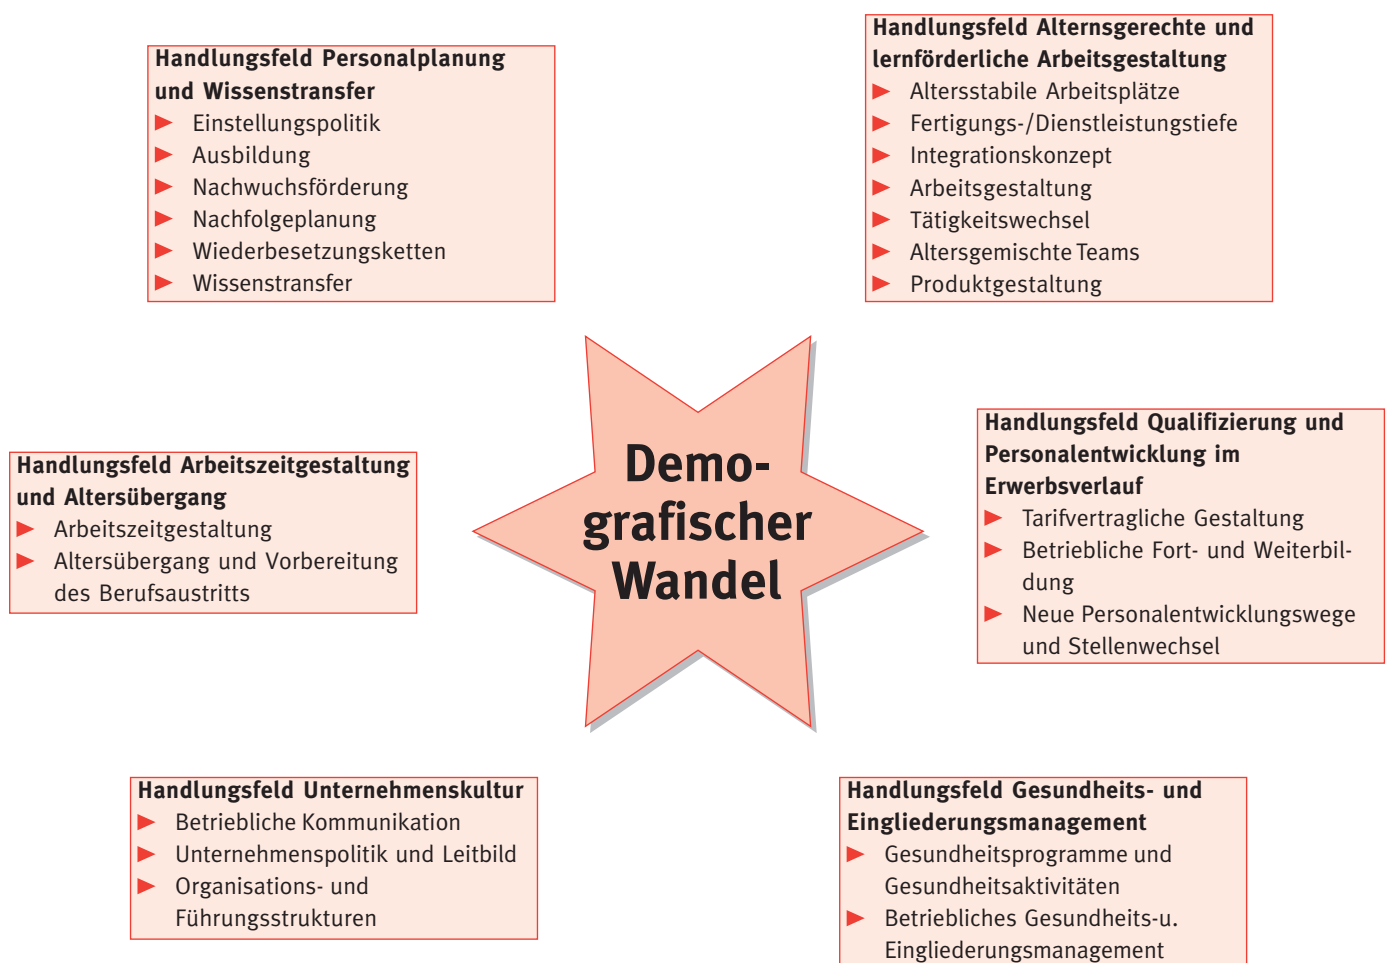 Handlungsfeld Personalplanung
und Wissenstransfer
► Einstellungspolitik
► Ausbildung
► Nachwuchsförderung
► Nachfolgeplanung
► Wiederbesetzungsketten
► Wissenstransfer
Handlungsfeld Alternsgerechte und
lernförderliche Arbeitsgestaltung
► Altersstabile Arbeitsplätze
► Fertigungs-/Dienstleistungstiefe
► Integrationskonzept
► Arbeitsgestaltung
► Tätigkeitswechsel
► Altersgemischte Teams
► Produktgestaltung
Handlungsfeld Arbeitszeitgestaltung
und Altersübergang
► Arbeitszeitgestaltung
► Altersübergang und Vorbereitung
des Berufsaustritts
Demo-
grafischer
Wandel
Handlungsfeld Qualifizierung und
Personalentwicklung im
Erwerbsverlauf
► Tarifvertragliche Gestaltung
► Betriebliche Fort- und Weiterbil-
dung
► Neue Personalentwicklungswege
und Stellenwechsel
Handlungsfeld Unternehmenskultur
► Betriebliche Kommunikation
► Unternehmenspolitik und Leitbild
► Organisations- und
Führungsstrukturen
Handlungsfeld Gesundheits- und
Eingliederungsmanagement
► Gesundheitsprogramme und
Gesundheitsaktivitäten
► Betriebliches Gesundheits-u.
Eingliederungsmanagement